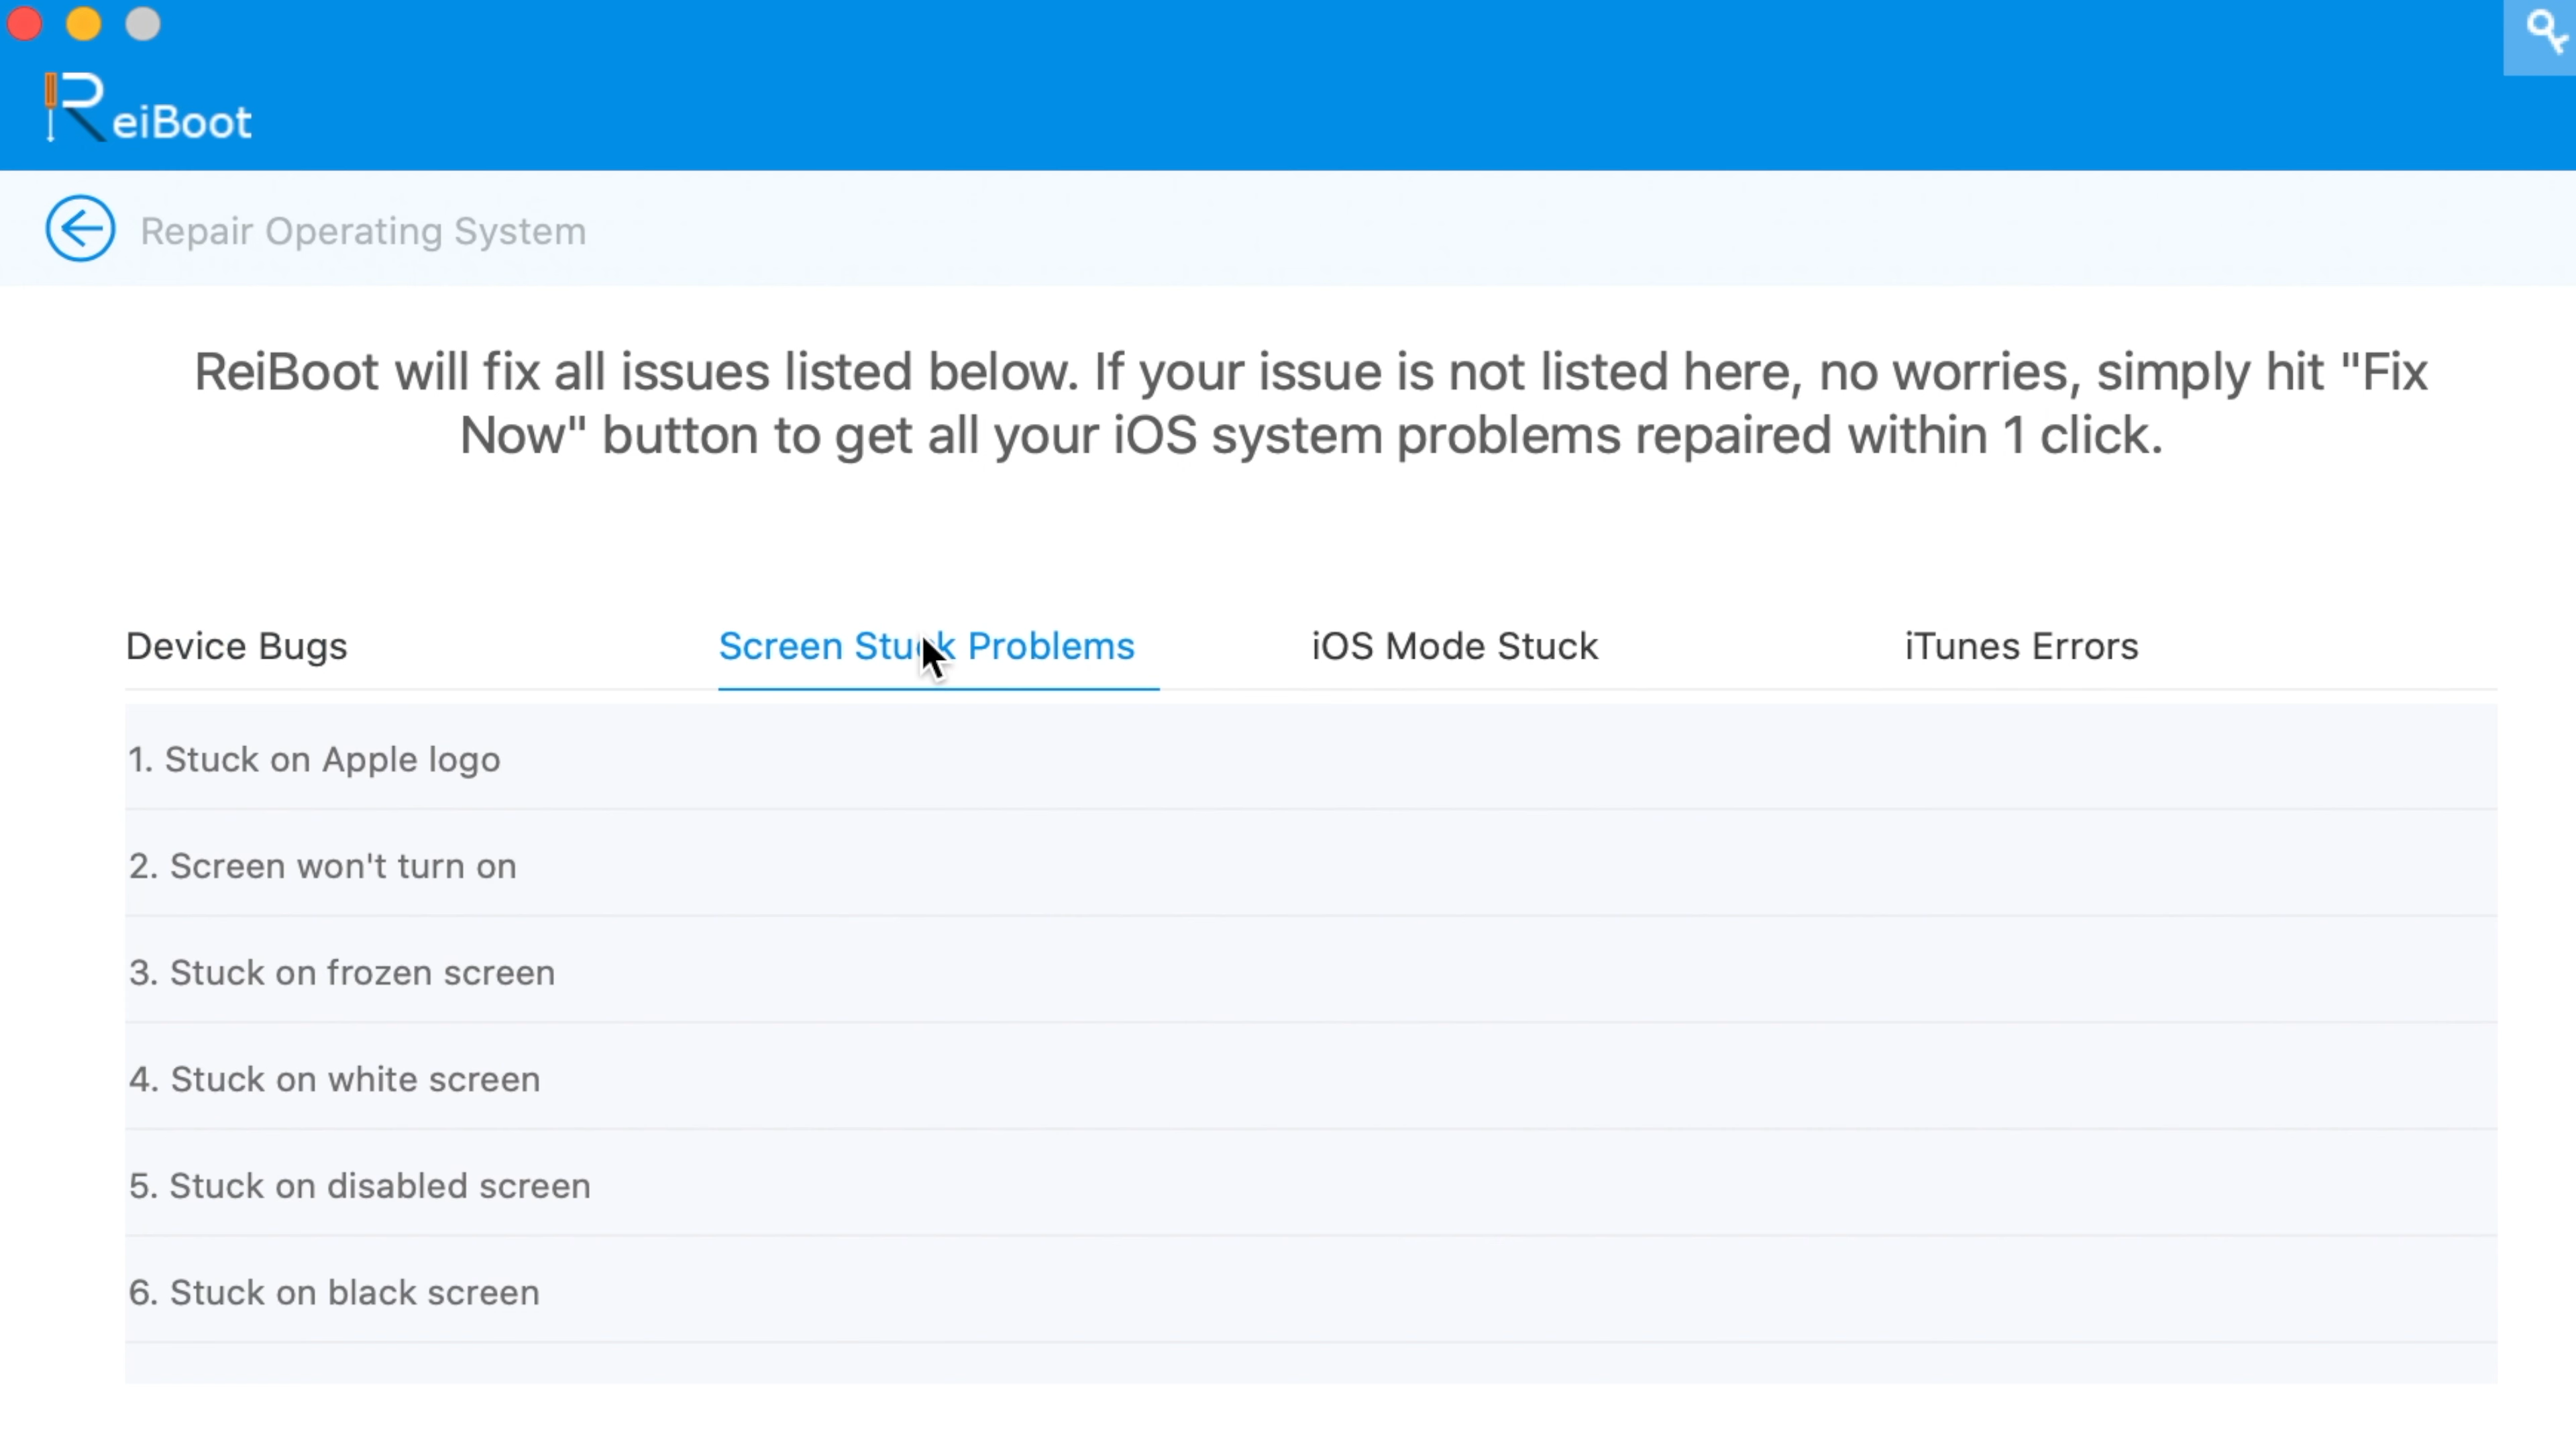 ReiBoot
Repair Operating System
ReiBoot will fix all issues listed below. If your issue is not listed here, no worries, simply hit "Fix
Now" button to get all your iOS system problems repaired within 1 click.
Device Bugs
Screen Stuck Problems
iOS Mode Stuck
iTunes Errors
1. Stuck on Apple logo
2. Screen won't turn on
3. Stuck on frozen screen
4. Stuck on white screen
5. Stuck on disabled screen
6. Stuck on black screen